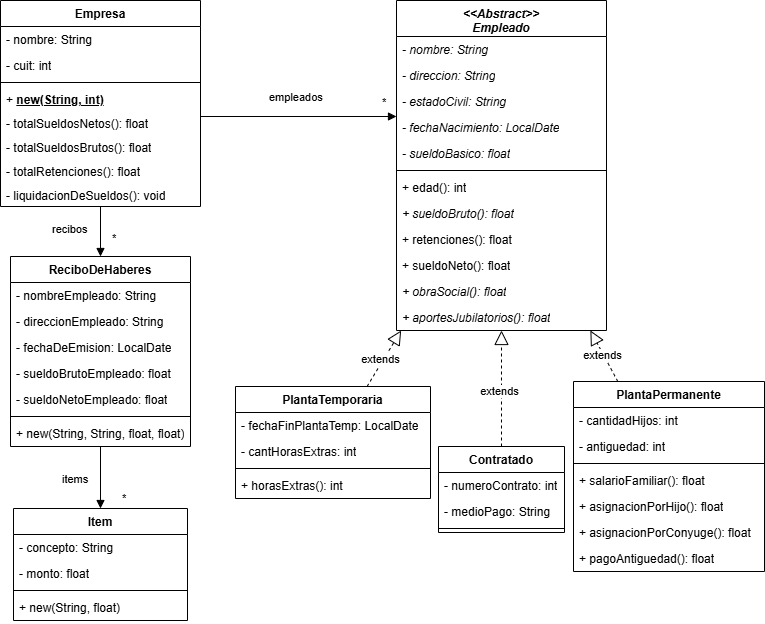 Empresa
- nombre: String
- cuit: int
+ new(String, int)
- totalSueldosNetos(): float
- totalSueldosBrutos(): float
- totalRetenciones(): float
- liquidacionDeSueldos(): void
empleados
*
<<Abstract>>
Empleado
- nombre: String
- direccion: String
- estadoCivil: String
- fechaNacimiento: LocalDate
- sueldoBasico: float
+ edad(): int
+ sueldoBruto(): float
+ retenciones(): float
+ sueldoNeto(): float
+ obraSocial(): float
+ aportesJubilatorios(): float
recibos
*
ReciboDeHaberes
- nombreEmpleado: String
- direccionEmpleado: String
- fechaDeEmision: LocalDate
- sueldoBrutoEmpleado: float
- sueldoNetoEmpleado: float
+ new(String, String, float, float)
items
*
Item
- concepto: String
- monto: float
+ new(String, float)
extends
extends
extends
PlantaTemporaria
- fechaFinPlantaTemp: LocalDate
- cantHorasExtras: int
+ horasExtras(): int
Contratado
- numeroContrato: int
- medioPago: String
PlantaPermanente
- cantidadHijos: int
- antiguedad: int
+ salarioFamiliar(): float
+ asignacionPorHijo(): float
+ asignacionPorConyuge(): float
+ pagoAntiguedad(): float